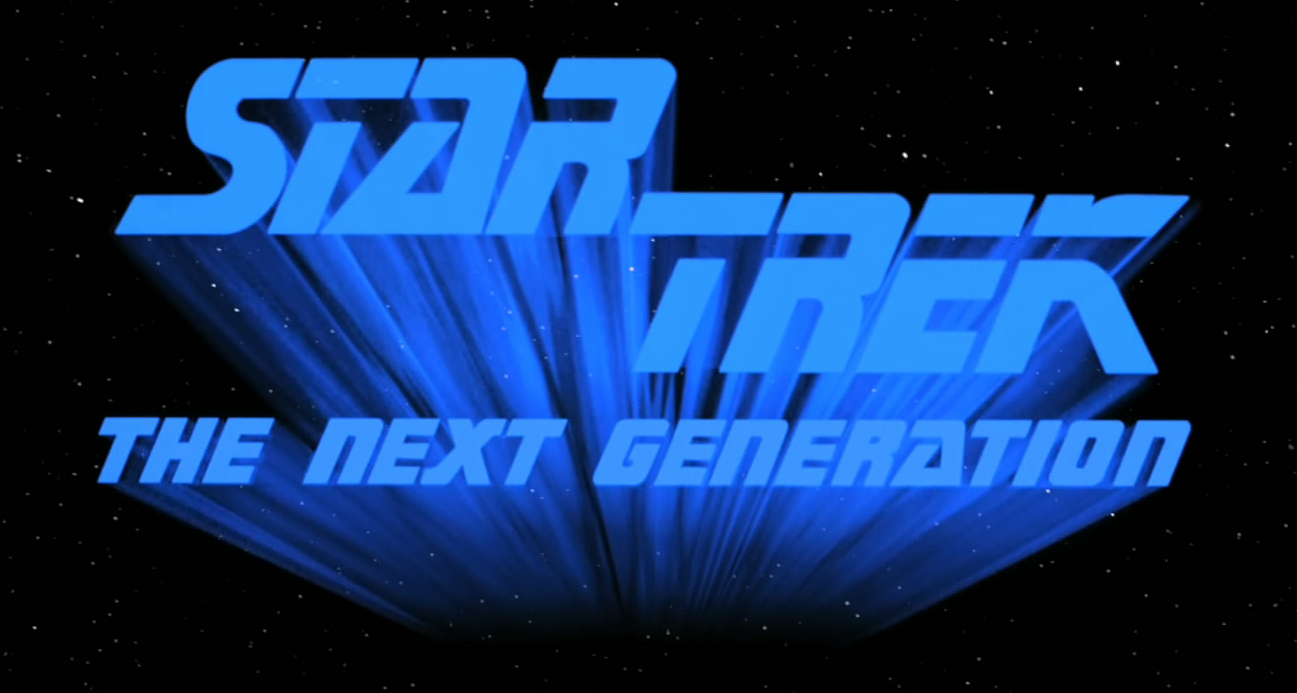 STAR
TREK
THE NEXT GENERATION